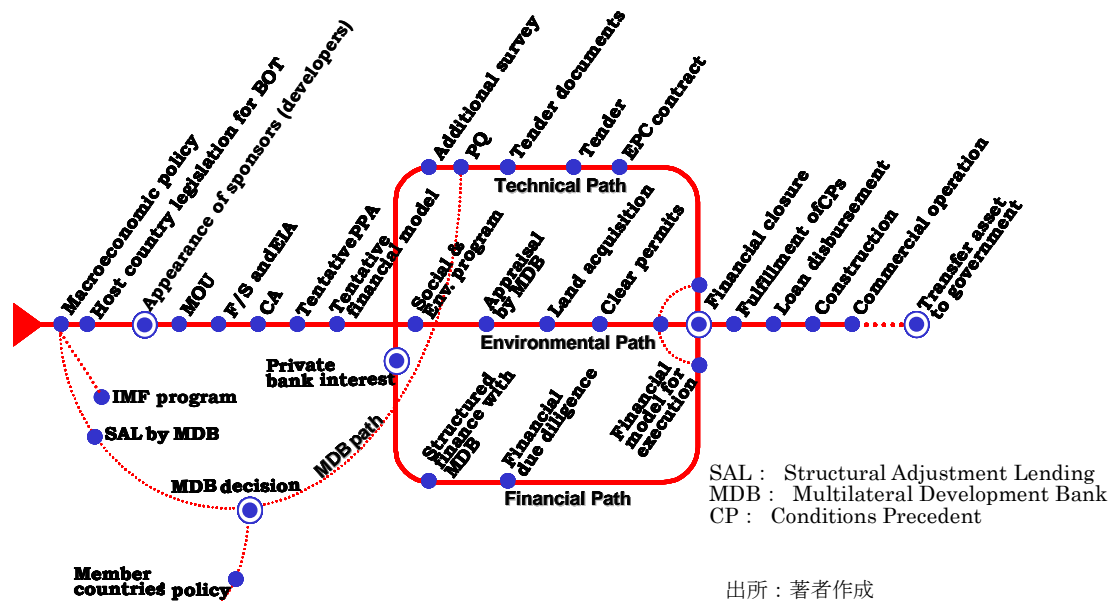 Macroeconomic policy
Host country legislation for BOT
Appearance of sponsors (developers)
MOU
F/S andEIA
CA
TentativePPA
Tentative
financial model
Additional survey
PQ
Tender documents
Tender
EPC contract
Technical Path
Social &
Env. program
Appraisal
by MDB
Land acquisition
Clear permits
Environmental Path
Financial closure
Fulfillment ofCPs
Loan disbursement
Construction
Commercial operation
Transfer asset
to government
Private
bank interest
IMF program
SAL by MDB
MDB path
MDB decision
Member
countries' policy
Structured
finance with
MDB
Financial
due diligence
Financial
model for
execution
Financial Path
SAL : Structural Adjustment Lending
MDB : Multilateral Development Bank
CP : Conditions Precedent
出所：著者作成